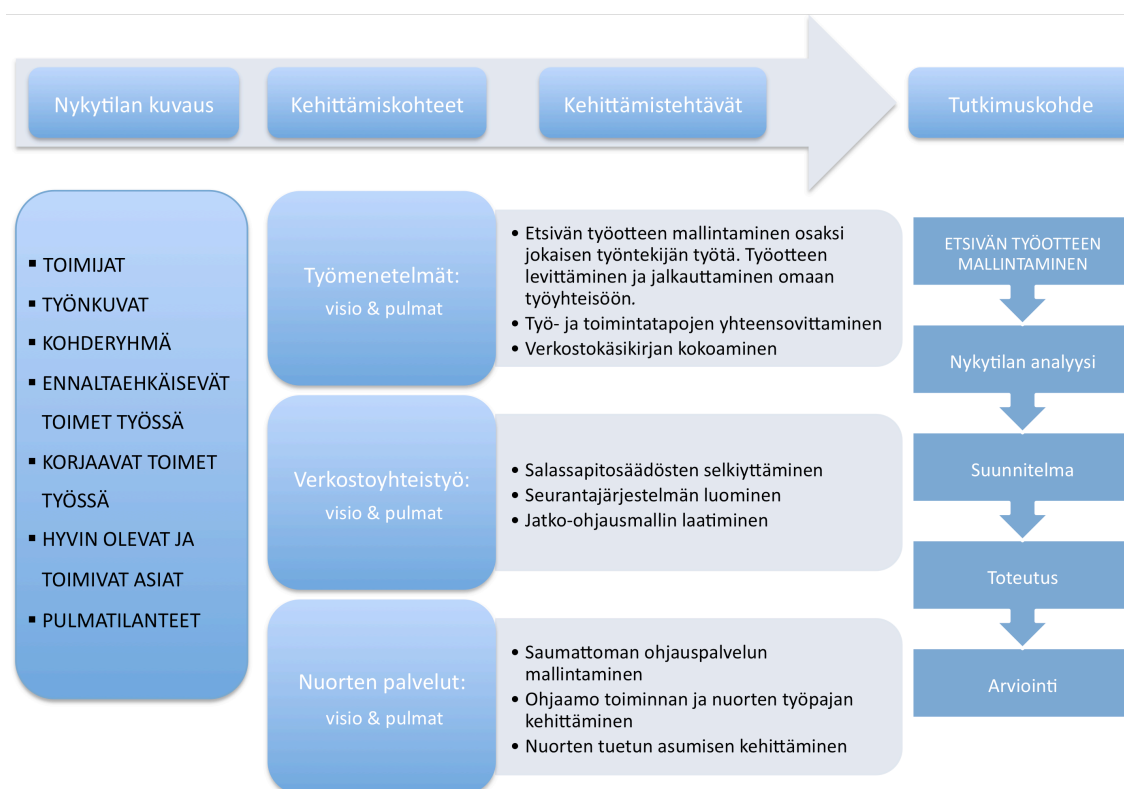 Nykytilan kuvaus
Kehittämiskohteet
Kehittämistehtävät
Tutkimuskohde
▪ TOIMIJAT
▪ TYÖNKUVAT
▪ KOHDERYHMÄ
▪ ENNALTAEHKÄISEVÄT
TOIMET TYÖSSÄ
▪ KORJAAVAT TOIMET
TYÖSSÄ
▪ HYVIN OLEVAT JA
TOIMIVAT ASIAT
▪ PULMATILANTEET
Työmenetelmät:
visio & pulmat
• Etsivän työotteen mallintaminen osaksi
jokaisen työntekijän työtä. Työotteen
levittäminen ja jalkauttaminen omaan
työyhteisöön.
• Työ- ja toimintatapojen yhteensovittaminen
• Verkostokäsikirjan kokoaminen
Verkostoyhteistyö:
visio & pulmat
• Salassapitosäädösten selkiyttäminen
• Seurantajärjestelmän luominen
• Jatko-ohjausmallin laatiminen
Nuorten palvelut:
visio & pulmat
• Saumattoman ohjauspalvelun
mallintaminen
• Ohjaamo toiminnan ja nuorten työpajan
kehittäminen
• Nuorten tuetun asumisen kehittäminen
ETSIVÄN TYÖOTTEEN
MALLINTAMINEN
Nykytilan analyysi
Suunnitelma
Toteutus
Arviointi